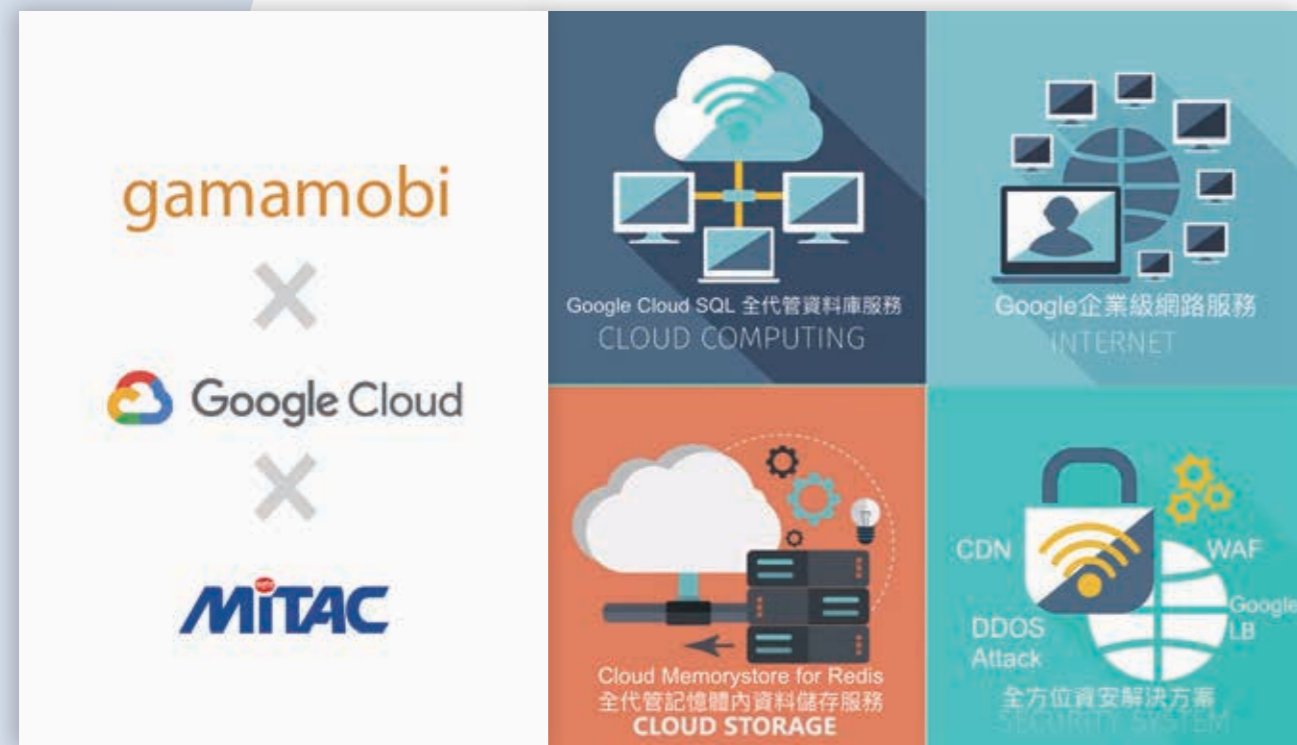 gamamobi
Google Cloud
MiTAC
Google Cloud SQL 全代管資料庫服務
CLOUD COMPUTING
Google企業級網路服務
INTERNET
Cloud Memorystore for Redis
全代管記憶體內資料儲存服務
CLOUD STORAGE
CDN
WAF
DDOS
Attack
Google
LB
全方位資安解決方案
SECURITY SYSTEM